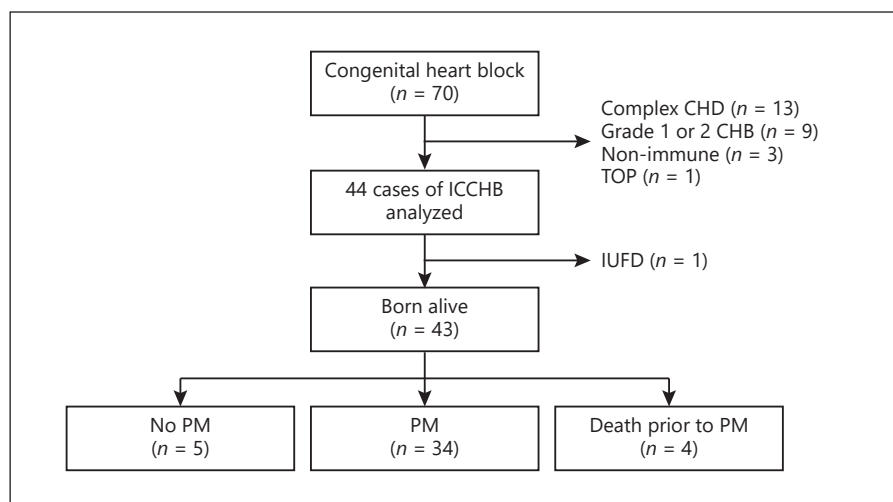 Congenital heart block
(n = 70)
Complex CHD (n = 13)
Grade 1 or 2 CHB (n = 9)
Non-immune (n = 3)
TOP (n = 1)
44 cases of ICCHB
analyzed
IUFD (n = 1)
Born alive
(n = 43)
No PM
(n = 5)
PM
(n = 34)
Death prior to PM
(n = 4)